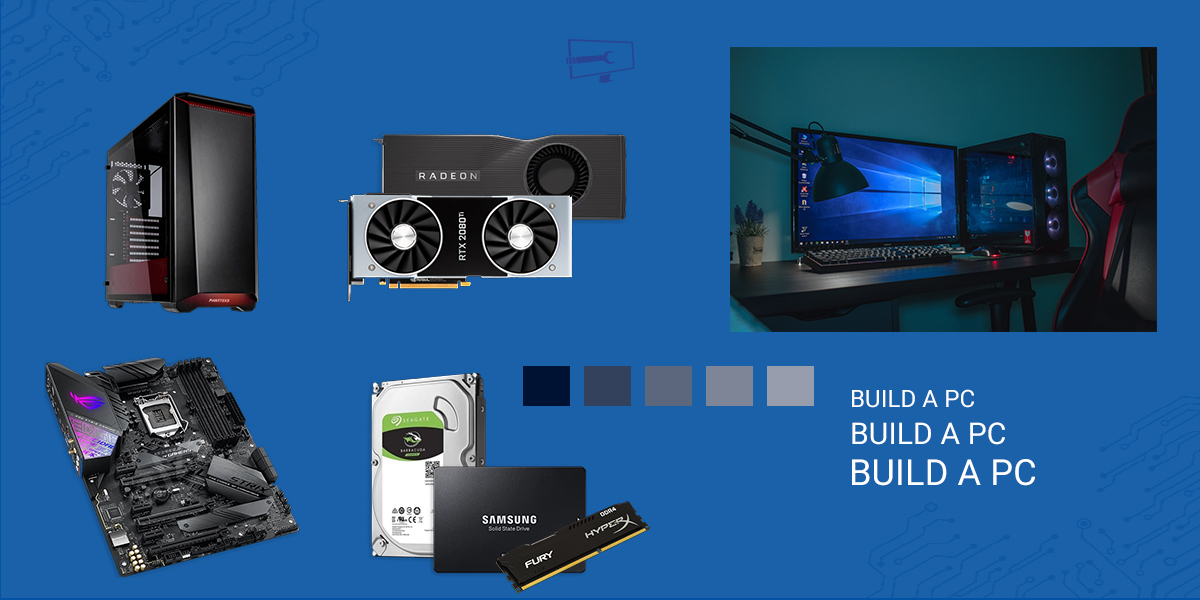 RADEON
RTX 2080 Ti
PHANTEKS
SEAGATE
BARRACUDA
SAMSUNG
Solid State Drive
FURY
HYPERX
DDR4
BUILD A PC
BUILD A PC
BUILD A PC